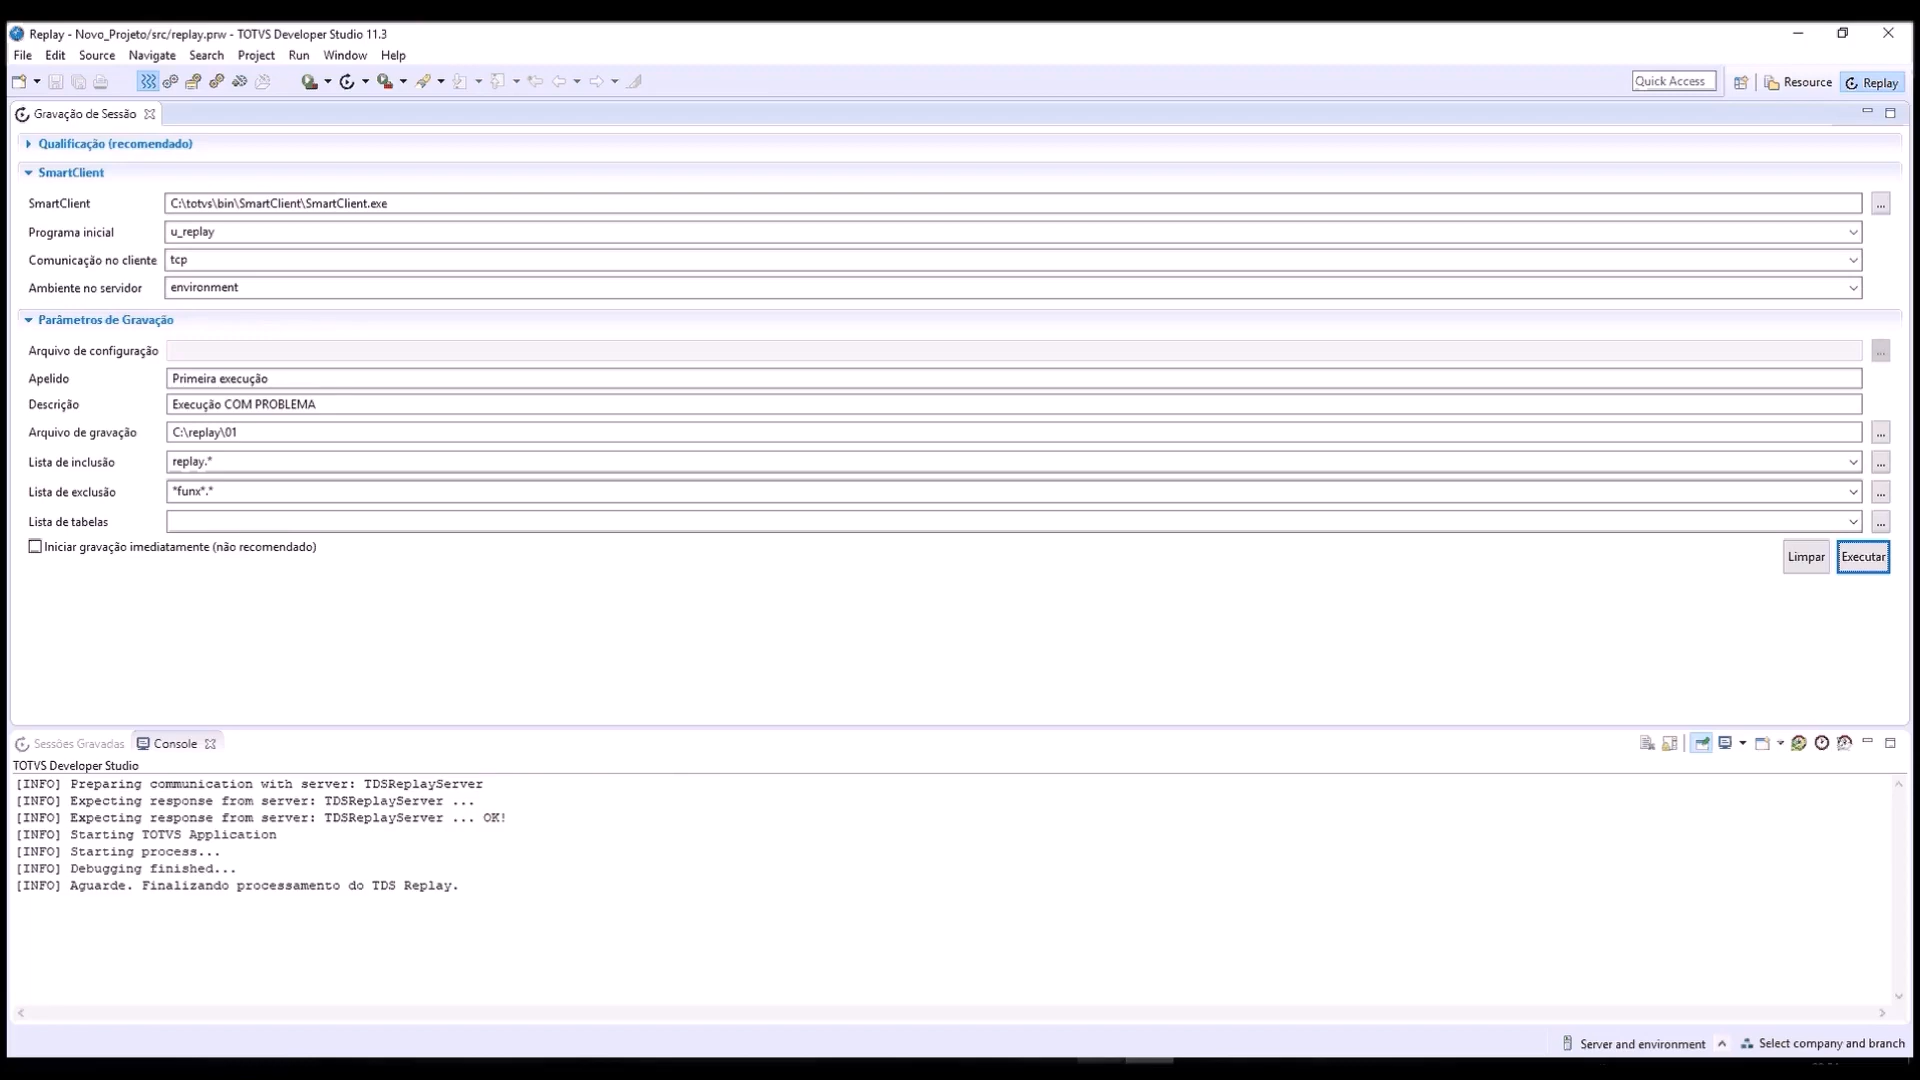 Replay - Novo_Projeto/src/replay.prw - TOTVS Developer Studio 11.3
File Edit Source Navigate Search Project Run Window Help
Quick Access Resource Replay
Gravação de Sessão
Qualificação (recomendado)
SmartClient
SmartClient C:\totvs\bin\SmartClient\SmartClient.exe ...
Programa inicial u_replay
Comunicação no cliente tcp
Ambiente no servidor environment
Parâmetros de Gravação
Arquivo de configuração ...
Apelido Primeira execução
Descrição Execução COM PROBLEMA
Arquivo de gravação C:\replay\01 ...
Lista de inclusão replay.* ...
Lista de exclusão *funx*.* ...
Lista de tabelas ...
Iniciar gravação imediatamente (não recomendado)
Limpar Executar
Sessões Gravadas Console
TOTVS Developer Studio
[INFO] Preparing communication with server: TDSReplayServer
[INFO] Expecting response from server: TDSReplayServer ...
[INFO] Expecting response from server: TDSReplayServer ... OK!
[INFO] Starting TOTVS Application
[INFO] Starting process...
[INFO] Debugging finished...
[INFO] Aguarde. Finalizando processamento do TDS Replay.
Server and environment Select company and branch